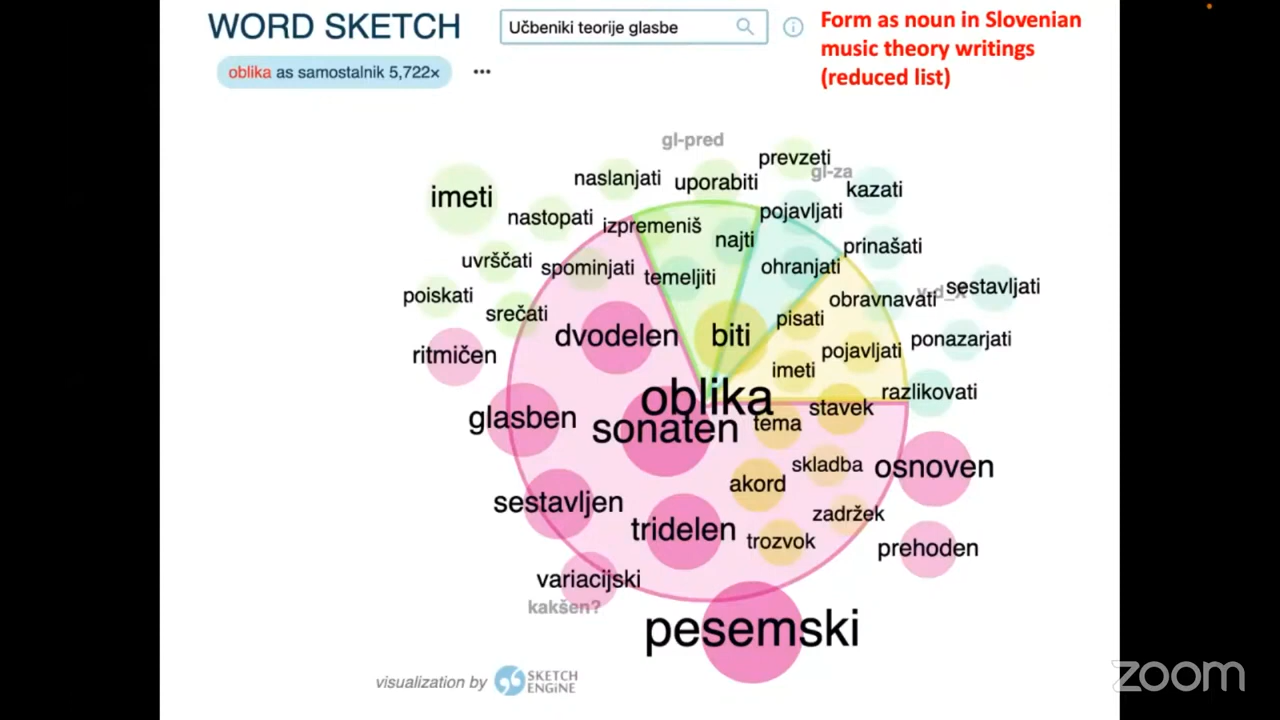 WORD SKETCH
Učbeniki teorije glasbe
Form as noun in Slovenian
music theory writings
(reduced list)
oblika as samostalnik 5,722×
gl-pred
prevzeti
gl-za
naslanjati
uporabiti
kazati
imeti
nastopati
izpremeniš
pojavljati
najti
prinašati
uvrščati
spominjati
temeljiti
ohranjati
sestavljati
poiskati
srečati
obravnavati
pisati
dvodelen
biti
ponazarjati
ritmičen
pojavljati
imeti
razlikovati
oblika
stavek
glasben
sonaten
tema
skladba
osnoven
akord
sestavljen
tridelen
zadržek
trozvok
prehoden
variacijski
kakšen?
pesemski
visualization by SKETCH
ENGINE
zoom